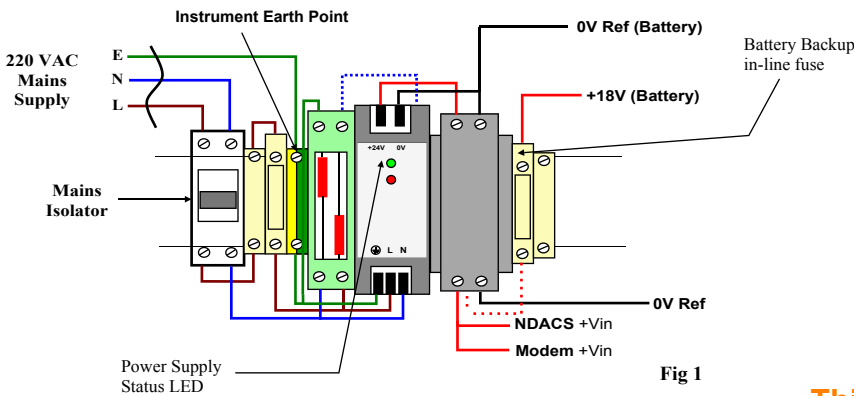 Instrument Earth Point
0V Ref (Battery)
Battery Backup
in-line fuse
220 VAC
Mains
Supply
E
N
L
+18V (Battery)
+24V 0V
Mains
Isolator
L N
0V Ref
NDACS +Vin
Modem +Vin
Power Supply
Status LED
Fig 1